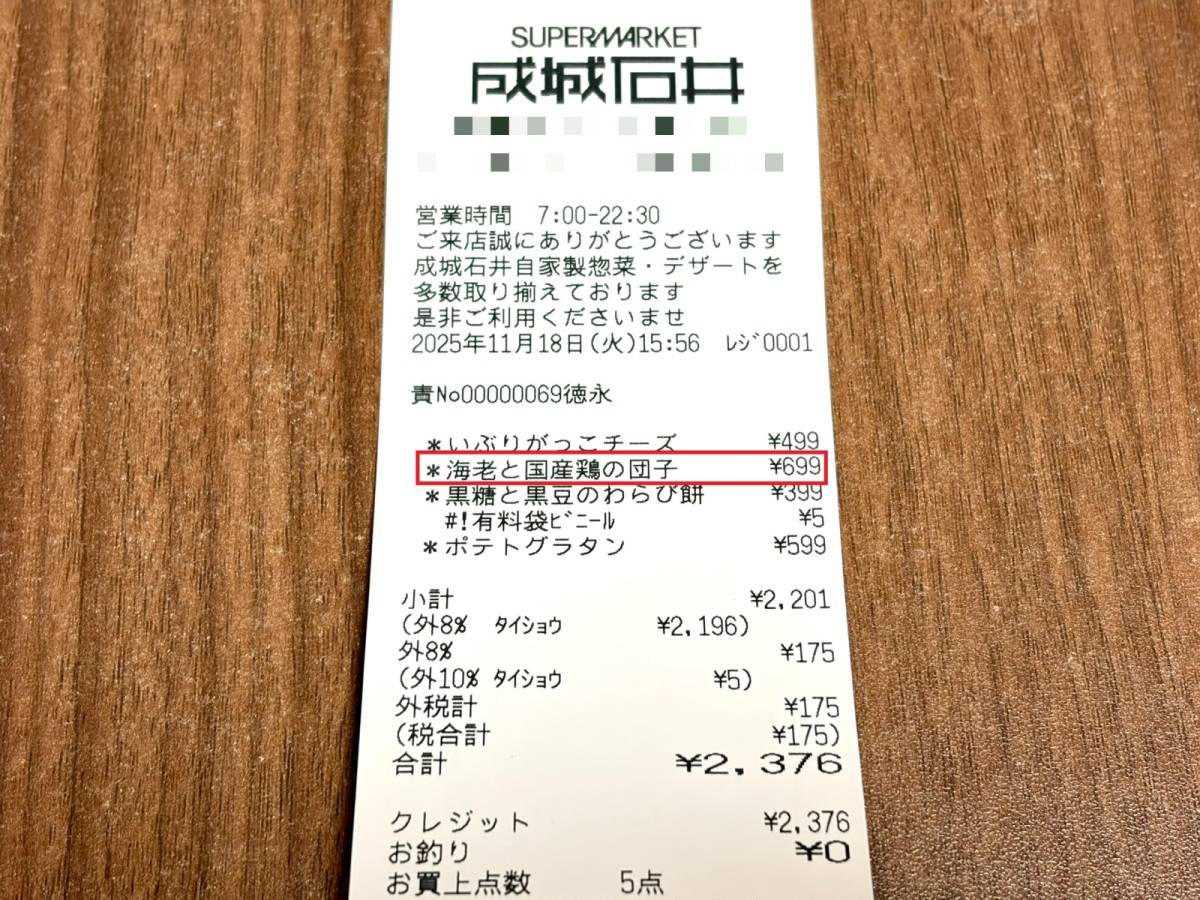 SUPERMARKET
成城石井
営業時間 7:00-22:30
ご来店誠にありがとうございます
成城石井自家製惣菜・デザートを
多数取り揃えております
是非ご利用くださいませ
2025年11月18日(火)15:56 ﾚｼﾞ0001
責No00000069徳永
*いぶりがっこチーズ ¥499
*海老と国産鶏の団子 ¥699
*黒糖と黒豆のわらび餅 ¥399
#!有料袋ﾋﾞﾆｰﾙ ¥5
*ポテトグラタン ¥599
小計 ¥2,201
(外8% ﾀｲｼｮｳ ¥2,196)
外8% ¥175
(外10% ﾀｲｼｮｳ ¥5)
外税計 ¥175
(税合計 ¥175)
合計 ¥2,376
クレジット ¥2,376
お釣り ¥0
お買上点数 5点